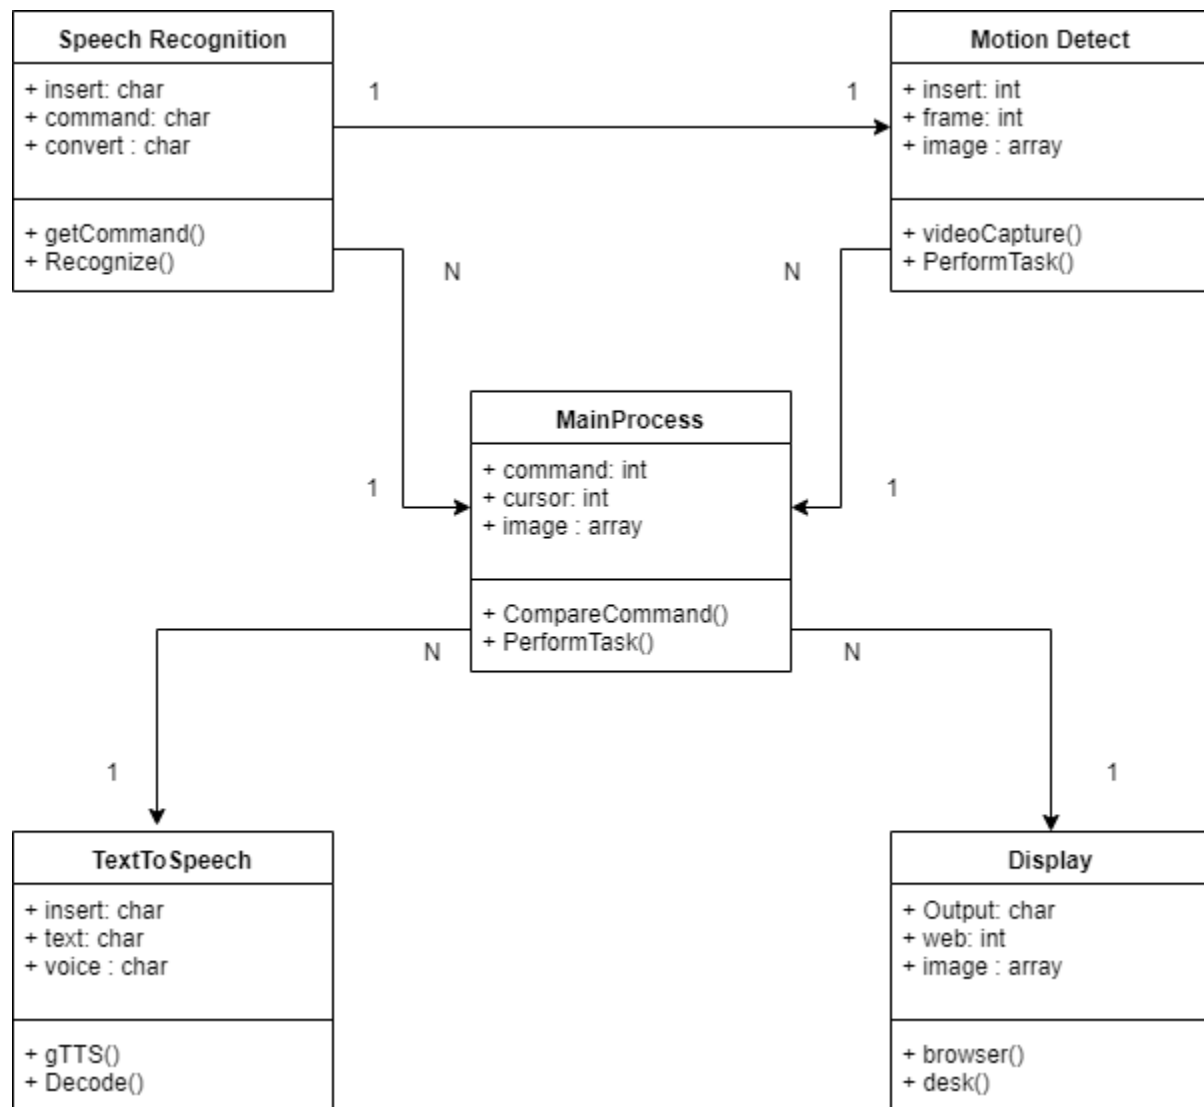 Speech Recognition
+ insert: char
+ command: char
+ convert : char
+ getCommand()
+ Recognize()
1
1
Motion Detect
+ insert: int
+ frame: int
+ image : array
+ videoCapture()
+ PerformTask()
N
N
MainProcess
+ command: int
+ cursor: int
+ image : array
+ CompareCommand()
+ PerformTask()
1
1
N
N
1
1
TextToSpeech
+ insert: char
+ text: char
+ voice : char
+ gTTS()
+ Decode()
Display
+ Output: char
+ web: int
+ image : array
+ browser()
+ desk()